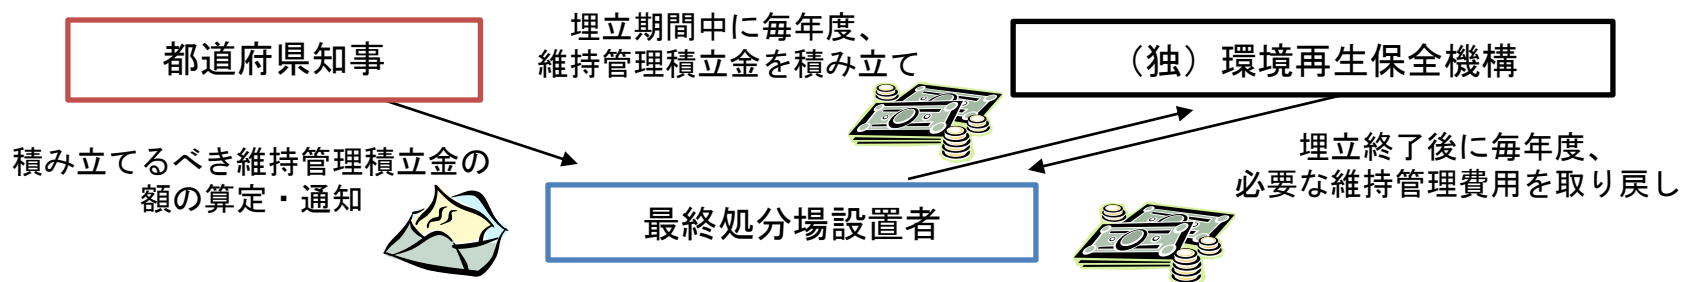 都道府県知事
埋立期間中に毎年度、
維持管理積立金を積み立て
（独）環境再生保全機構
積み立てるべき維持管理積立金の
額の算定・通知
最終処分場設置者
埋立終了後に毎年度、
必要な維持管理費用を取り戻し